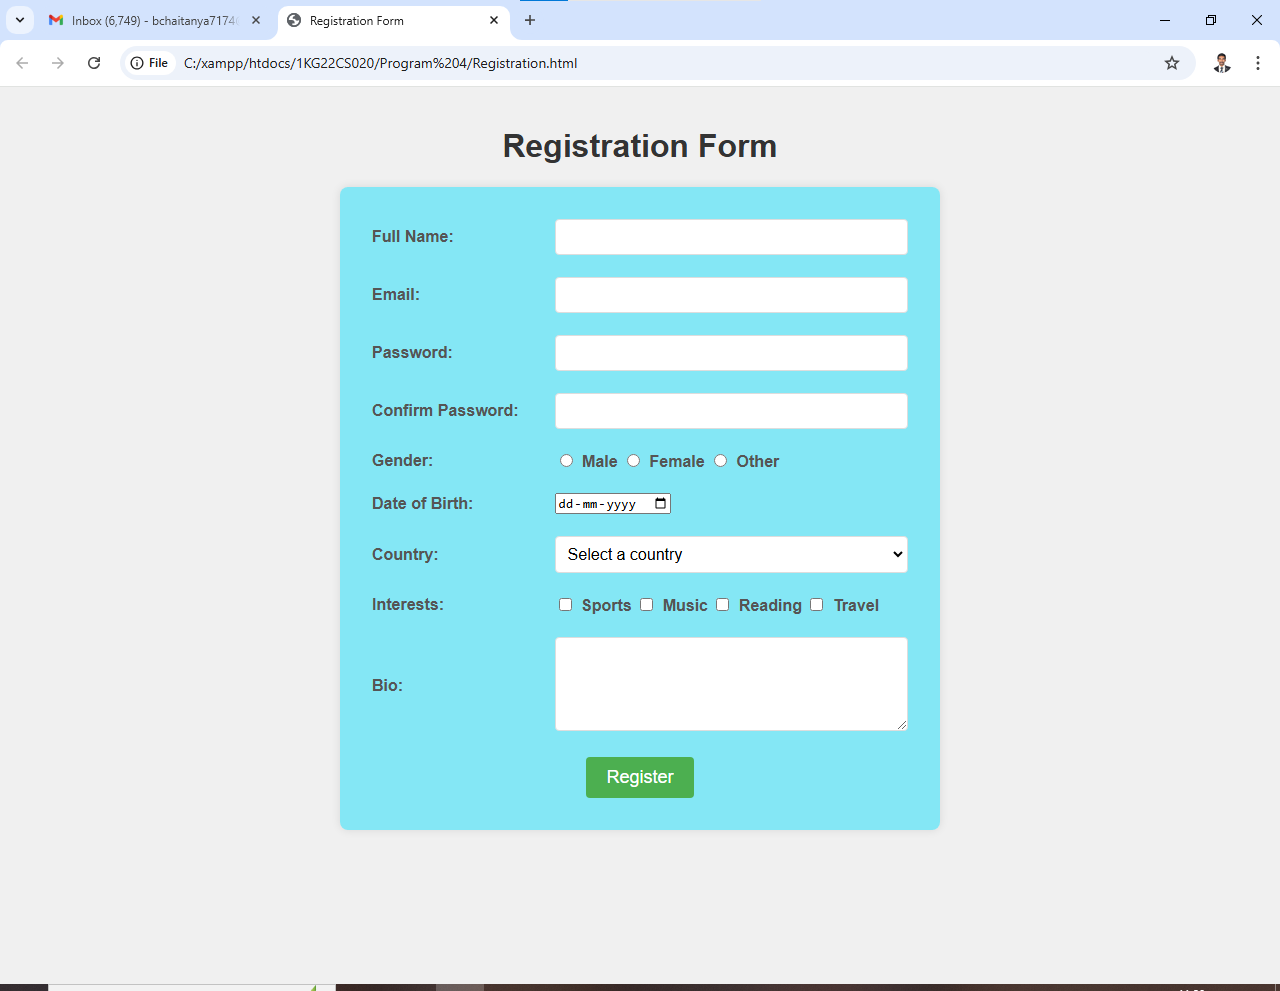 Inbox (6,749) - bchaitanya7174
Registration Form
File
C:/xampp/htdocs/1KG22CS020/Program%204/Registration.html
Registration Form
Full Name:
Email:
Password:
Confirm Password:
Gender: Male Female Other
Date of Birth: dd-mm-yyyy
Country: Select a country
Interests: Sports Music Reading Travel
Bio:
Register